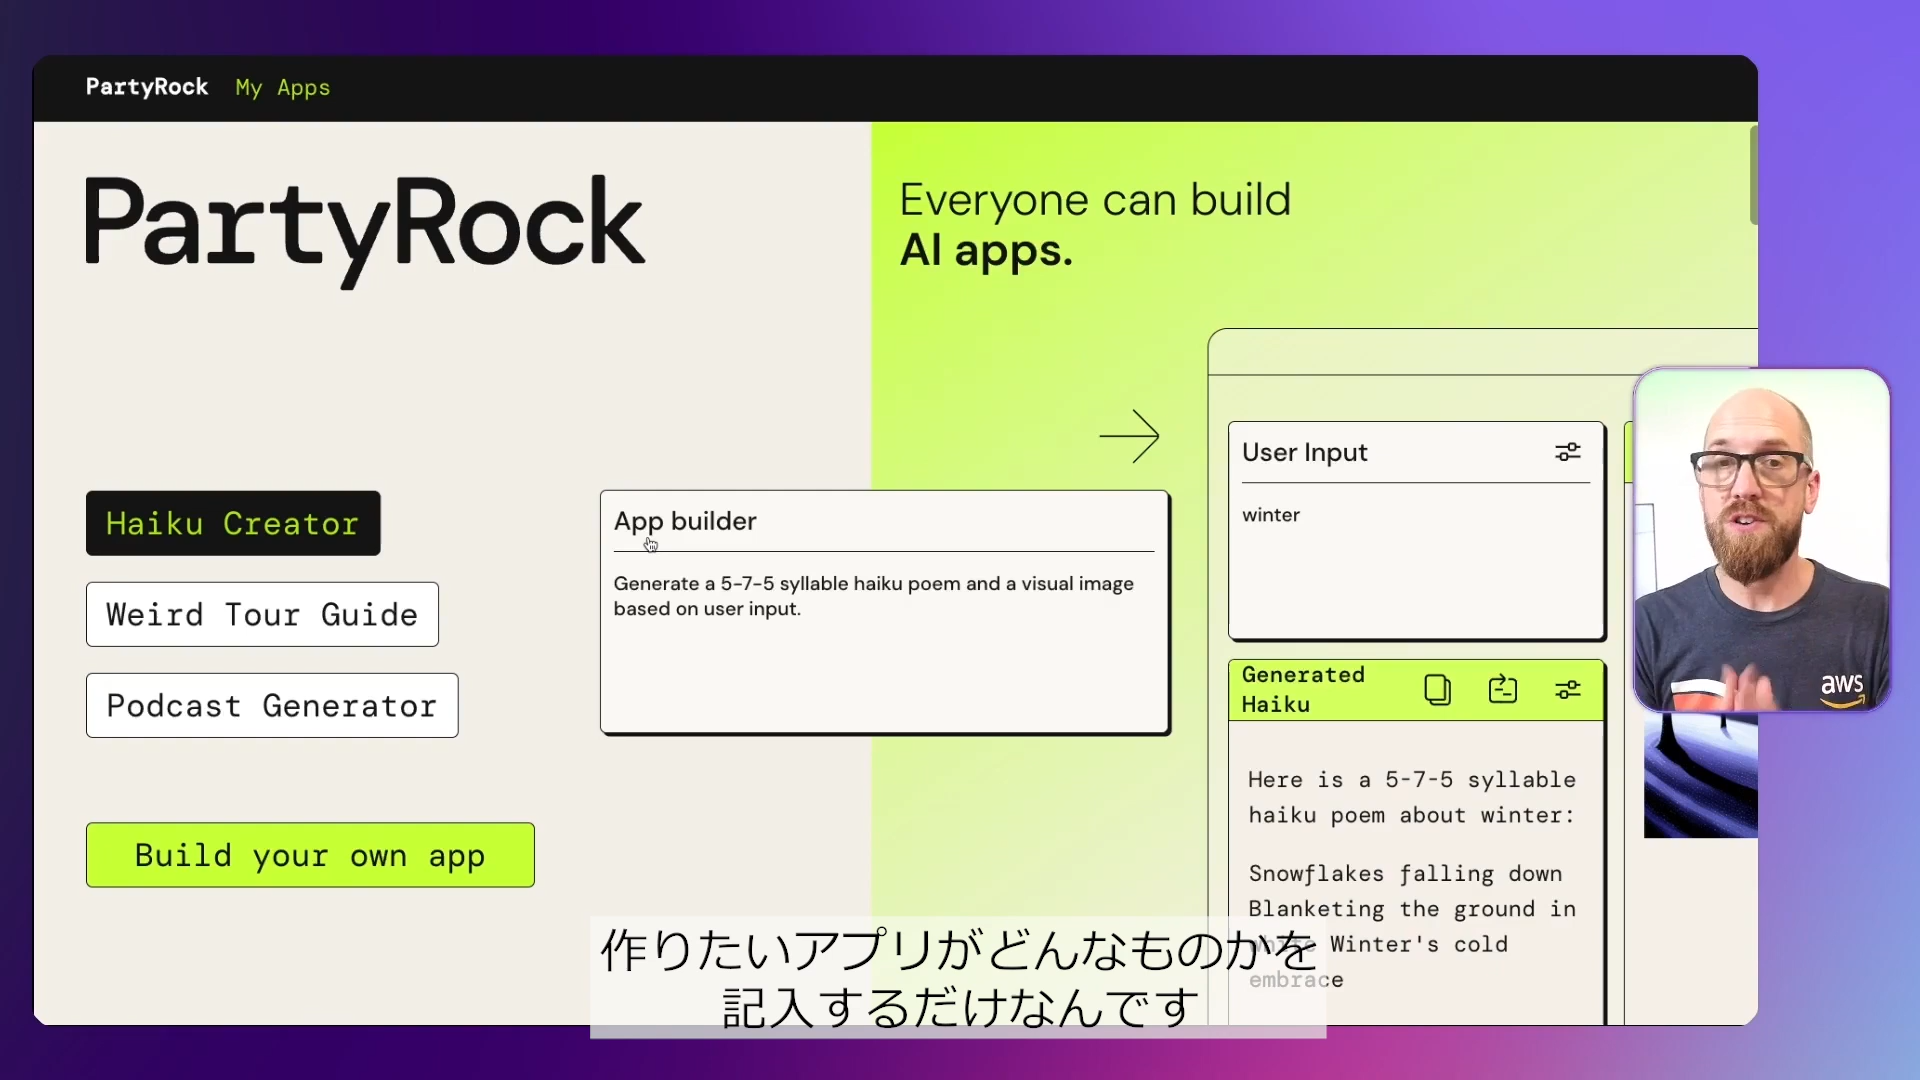 PartyRock My Apps
PartyRock
Everyone can build
AI apps.
Haiku Creator
Weird Tour Guide
Podcast Generator
Build your own app
App builder
Generate a 5-7-5 syllable haiku poem and a visual image
based on user input.
User Input
winter
Generated
Haiku
Here is a 5-7-5 syllable
haiku poem about winter:
Snowflakes falling down
Blanketing the ground in
white Winter's cold
embrace
aws
作りたいアプリがどんなものかを
記入するだけなんです